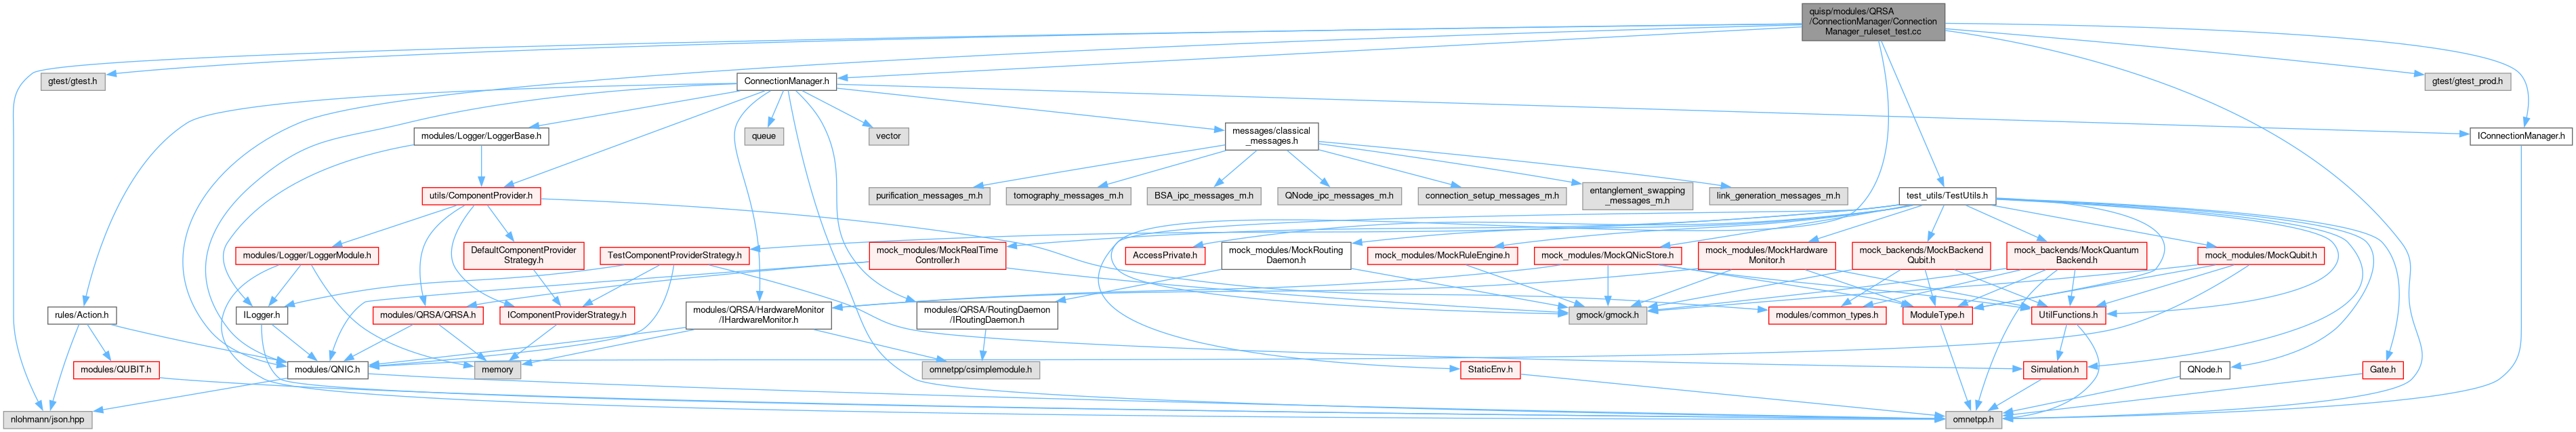 quisp/modules/QRSA
/ConnectionManager/Connection
Manager_ruleset_test.cc
gtest/gtest.h
ConnectionManager.h
gtest/gtest_prod.h
modules/Logger/LoggerBase.h
queue
vector
messages/classical
_messages.h
IConnectionManager.h
utils/ComponentProvider.h
purification_messages_m.h
tomography_messages_m.h
BSA_ipc_messages_m.h
QNode_ipc_messages_m.h
connection_setup_messages_m.h
entanglement_swapping
_messages_m.h
link_generation_messages_m.h
test_utils/TestUtils.h
modules/Logger/LoggerModule.h
DefaultComponentProvider
Strategy.h
TestComponentProviderStrategy.h
mock_modules/MockRealTime
Controller.h
AccessPrivate.h
mock_modules/MockRouting
Daemon.h
mock_modules/MockRuleEngine.h
mock_modules/MockQNicStore.h
mock_modules/MockHardware
Monitor.h
mock_backends/MockBackend
Qubit.h
mock_backends/MockQuantum
Backend.h
mock_modules/MockQubit.h
rules/Action.h
ILogger.h
modules/QRSA/QRSA.h
IComponentProviderStrategy.h
modules/QRSA/HardwareMonitor
/IHardwareMonitor.h
modules/QRSA/RoutingDaemon
/IRoutingDaemon.h
gmock/gmock.h
modules/common_types.h
ModuleType.h
UtilFunctions.h
modules/QUBIT.h
modules/QNIC.h
memory
omnetpp/csimplemodule.h
StaticEnv.h
Simulation.h
QNode.h
Gate.h
nlohmann/json.hpp
omnetpp.h